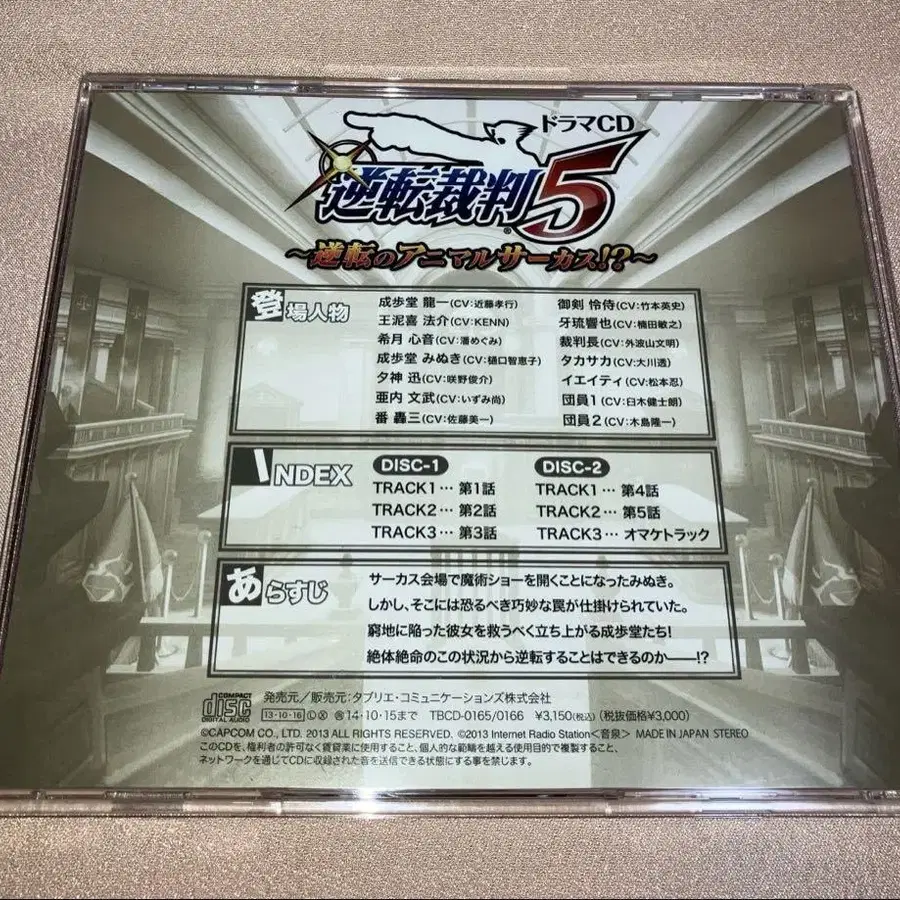 ドラマCD
逆転裁判5
～逆転のアニマルサーカス!?～
登場人物
成歩堂 龍一(CV:近藤孝行)
王泥喜 法介(CV:KENN)
希月 心音(CV:潘めぐみ)
成歩堂 みぬき(CV:樋口智恵子)
夕神 迅(CV:咲野俊介)
亜内 文武(CV:いずみ尚)
番 轟三(CV:佐藤美一)
御剣 怜侍(CV:竹本英史)
牙琉響也(CV:楠田敏之)
裁判長(CV:外波山文明)
タカサカ(CV:大川透)
イエイティ(CV:松本忍)
団員1(CV:臼木健士朗)
団員2(CV:木島隆一)
INDEX
DISC-1
TRACK1… 第1話
TRACK2… 第2話
TRACK3… 第3話
DISC-2
TRACK1… 第4話
TRACK2… 第5話
TRACK3… オマケトラック
あらすじ
サーカス会場で魔術ショーを開くことになったみぬき。
しかし、そこには恐るべき巧妙な罠が仕掛けられていた。
窮地に陥った彼女を救うべく立ち上がる成歩堂たち!
絶体絶命のこの状況から逆転することはできるのか──!?
COMPACT
disc
DIGITAL AUDIO
発売元／販売元:タブリエ・コミュニケーションズ株式会社
13・10・16 Ⓛ Ⓧ ㊢'14・10・15まで TBCD-0165/0166 ¥3,150(税込) (税抜価格¥3,000)
©CAPCOM CO., LTD. 2013 ALL RIGHTS RESERVED. ©2013 Internet Radio Station<音泉> MADE IN JAPAN STEREO
このCDを、権利者の許可なく賃貸業に使用すること、個人的な範疇を越える使用目的で複製すること、
ネットワークを通じてCDに収録された音を送信できる状態にする事を禁じます。